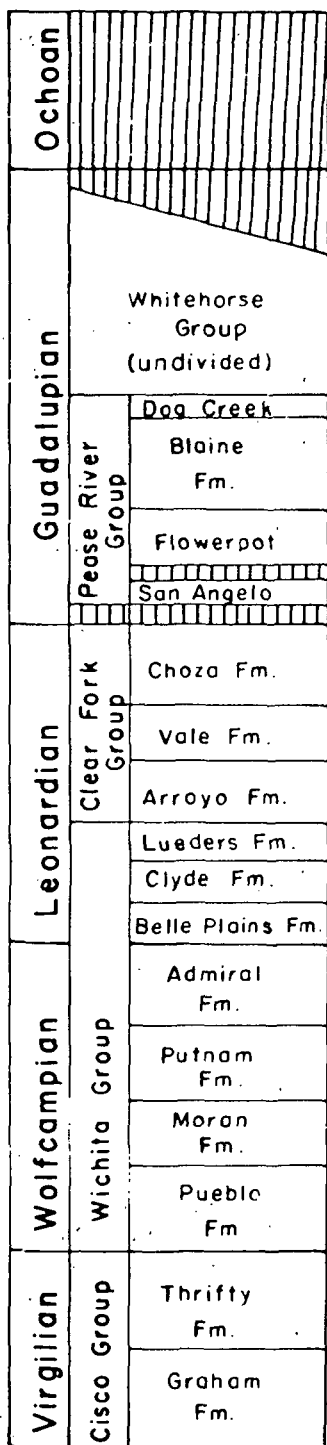 Ochoan
Guadalupian
Leonardian
Wolfcampian
Virgilian
Whitehorse
Group
(undivided)
Pease River
Group
Dog Creek
Blaine
Fm.
Flowerpot
San Angelo
Clear Fork
Group
Choza Fm.
Vale Fm.
Arroyo Fm.
Wichita Group
Lueders Fm.
Clyde Fm.
Belle Plains Fm.
Admiral
Fm.
Putnam
Fm.
Moran
Fm.
Pueblo
Fm
Cisco Group
Thrifty
Fm.
Graham
Fm.